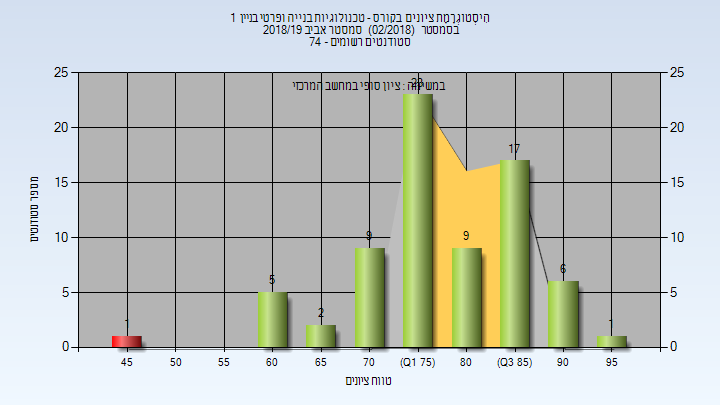 היסטוגרמת ציונים בקורס - טכנולוגיות בנייה ופרטי בניין 1
בסמסטר (02/2018) סמסטר אביב 2018/19
סטודנטים רשומים - 74
במשימה : ציון סופי במחשב המרכזי
25 25
20 20
15 15
10 10
5 5
0 0
1 5 2 9 22 9 17 6 1
45 50 55 60 65 70 (Q1 75) 80 (Q3 85) 90 95
מספר סטודנטים
טווח ציונים